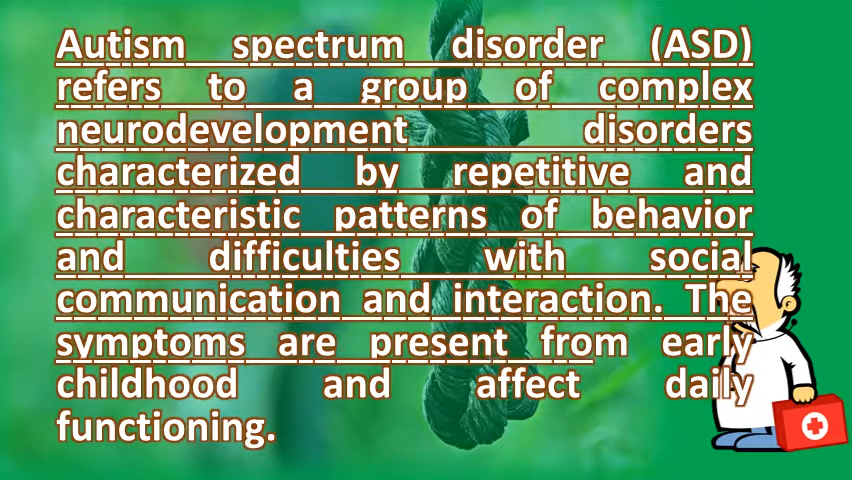 Autism spectrum disorder (ASD)
refers to a group of complex
neurodevelopment disorders
characterized by repetitive and
characteristic patterns of behavior
and difficulties with social
communication and interaction. The
symptoms are present from early
childhood and affect daily
functioning.